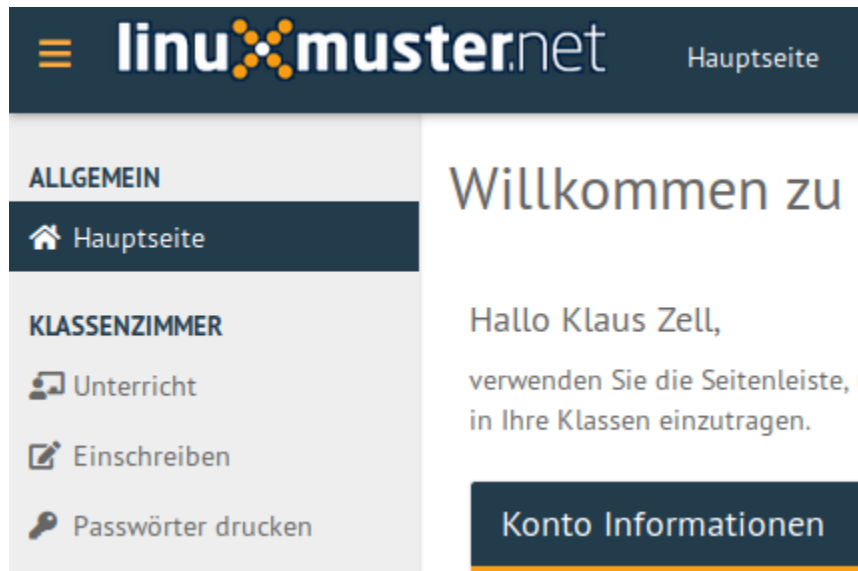 linuxmuster.net
Hauptseite
ALLGEMEIN
Hauptseite
KLASSENZIMMER
Unterricht
Einschreiben
Passwörter drucken
Willkommen zu
Hallo Klaus Zell,
verwenden Sie die Seitenleiste,
in Ihre Klassen einzutragen.
Konto Informationen